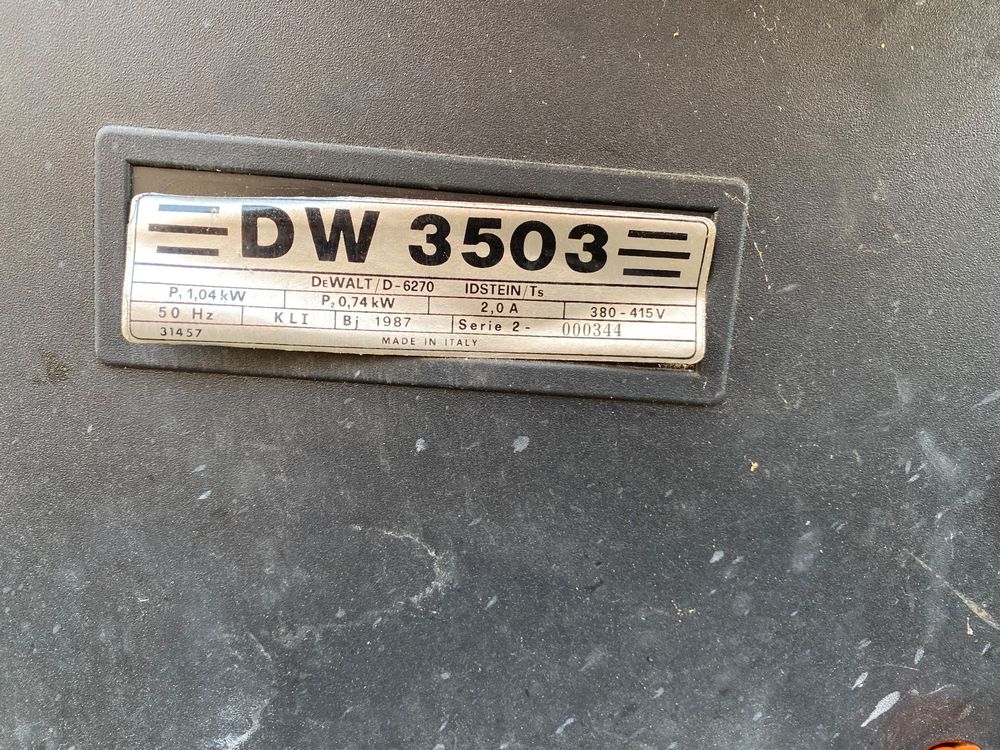 DW 3503
DEWALT/D-6270 IDSTEIN/TS
P₁ 1,04 kW P₂ 0,74 kW 2,0 A 380-415V
50 Hz KLI Bj 1987 Serie 2- 000344
31457 MADE IN ITALY